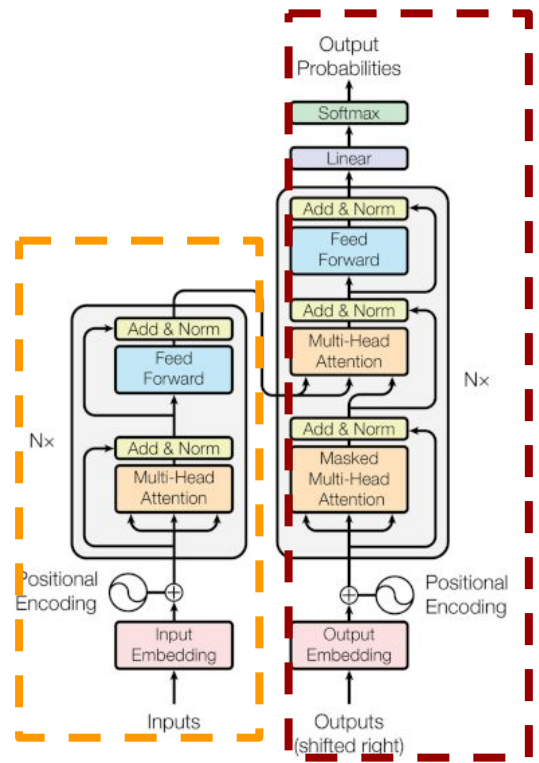 Output
Probabilities
Softmax
Linear
Add & Norm
Feed
Forward
Add & Norm
Multi-Head
Attention
Add & Norm
Masked
Multi-Head
Attention
Nx
Positional
Encoding
Output
Embedding
Outputs
(shifted right)
Add & Norm
Feed
Forward
Add & Norm
Multi-Head
Attention
Nx
Positional
Encoding
Input
Embedding
Inputs